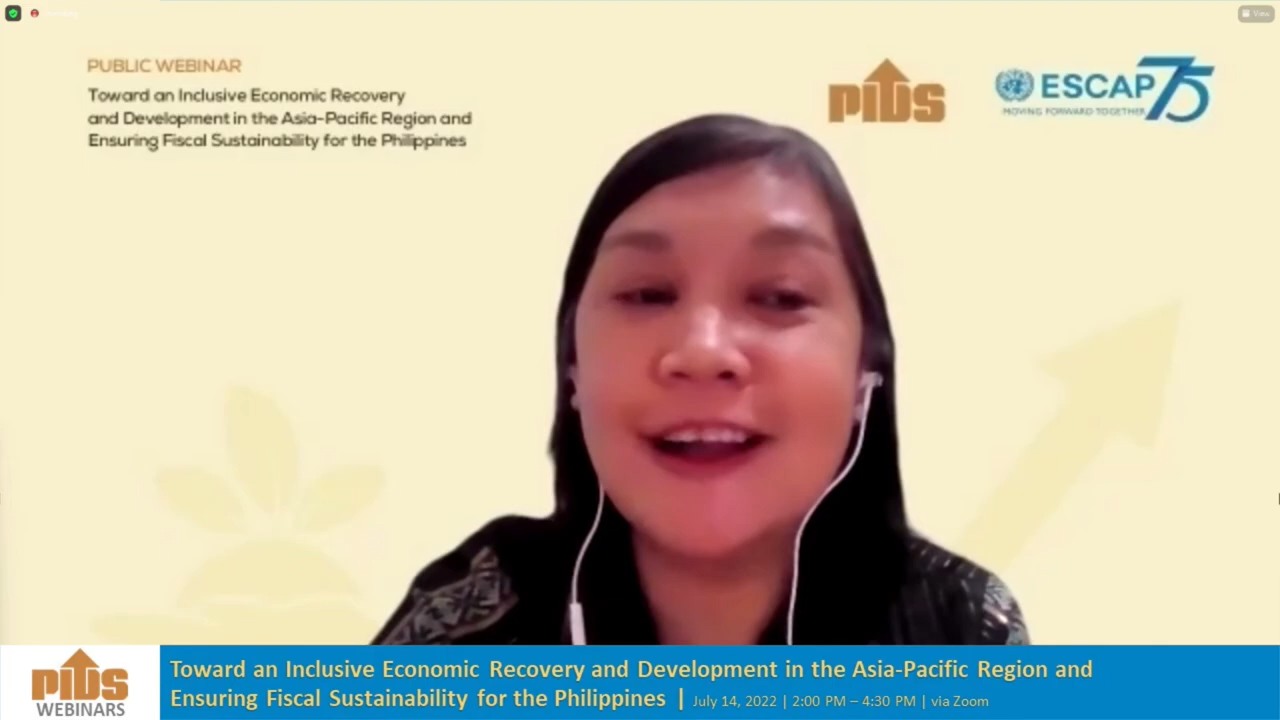 View
PUBLIC WEBINAR
Toward an Inclusive Economic Recovery
and Development in the Asia-Pacific Region and
Ensuring Fiscal Sustainability for the Philippines
pids
ESCAP 75
MOVING FORWARD TOGETHER
pids
WEBINARS
Toward an Inclusive Economic Recovery and Development in the Asia-Pacific Region and
Ensuring Fiscal Sustainability for the Philippines | July 14, 2022 | 2:00 PM – 4:30 PM | via Zoom